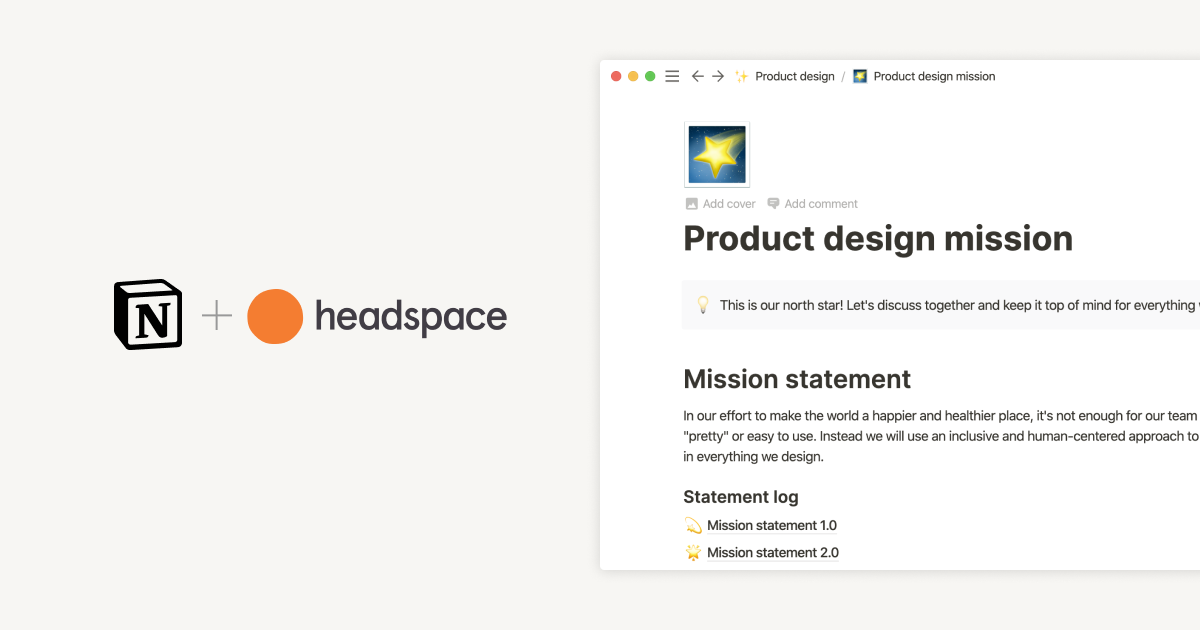 N
headspace
Product design / Product design mission
Add cover Add comment
Product design mission
This is our north star! Let's discuss together and keep it top of mind for everything
Mission statement
In our effort to make the world a happier and healthier place, it's not enough for our team
"pretty" or easy to use. Instead we will use an inclusive and human-centered approach to
in everything we design.
Statement log
Mission statement 1.0
Mission statement 2.0